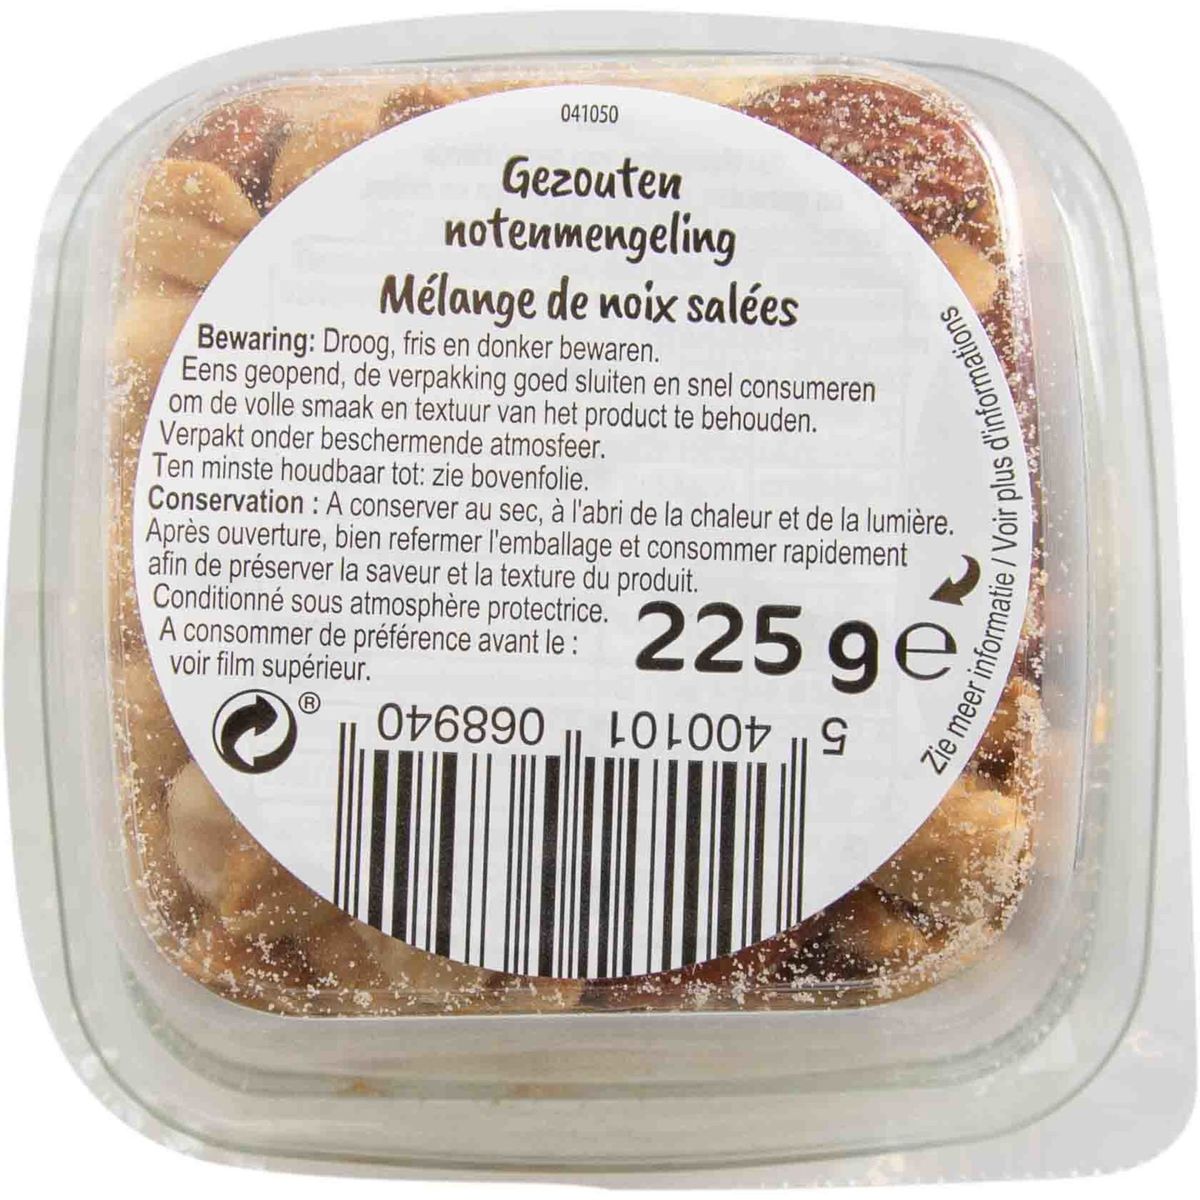 041050
Gezouten
notenmengeling
Mélange de noix salées
Bewaring: Droog, fris en donker bewaren.
Eens geopend, de verpakking goed sluiten en snel consumeren
om de volle smaak en textuur van het product te behouden.
Verpakt onder beschermende atmosfeer.
Ten minste houdbaar tot: zie bovenfolie.
Conservation : A conserver au sec, à l'abri de la chaleur et de la lumière.
Après ouverture, bien refermer l'emballage et consommer rapidement
afin de préserver la saveur et la texture du produit.
Conditionné sous atmosphère protectrice.
A consommer de préférence avant le :
voir film supérieur.
225 g e
Zie meer informatie / Voir plus d'informations
®
5 400101 068940